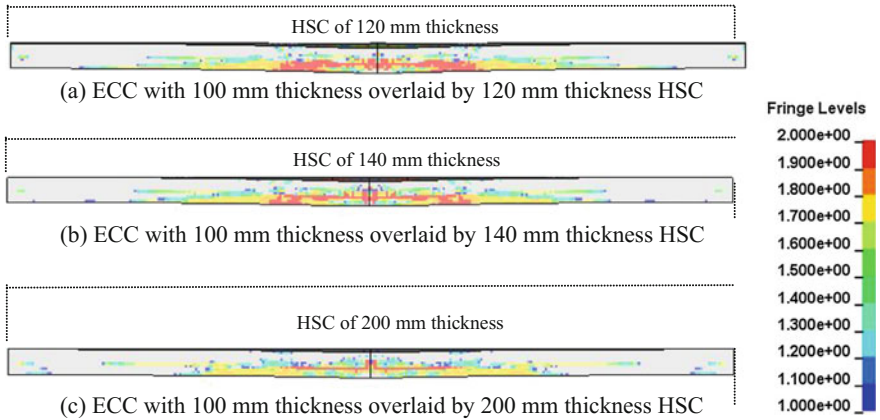 HSC of 120 mm thickness
(a) ECC with 100 mm thickness overlaid by 120 mm thickness HSC
HSC of 140 mm thickness
(b) ECC with 100 mm thickness overlaid by 140 mm thickness HSC
HSC of 200 mm thickness
(c) ECC with 100 mm thickness overlaid by 200 mm thickness HSC
Fringe Levels
2.000e+00
1.900e+00
1.800e+00
1.700e+00
1.600e+00
1.500e+00
1.400e+00
1.300e+00
1.200e+00
1.100e+00
1.000e+00